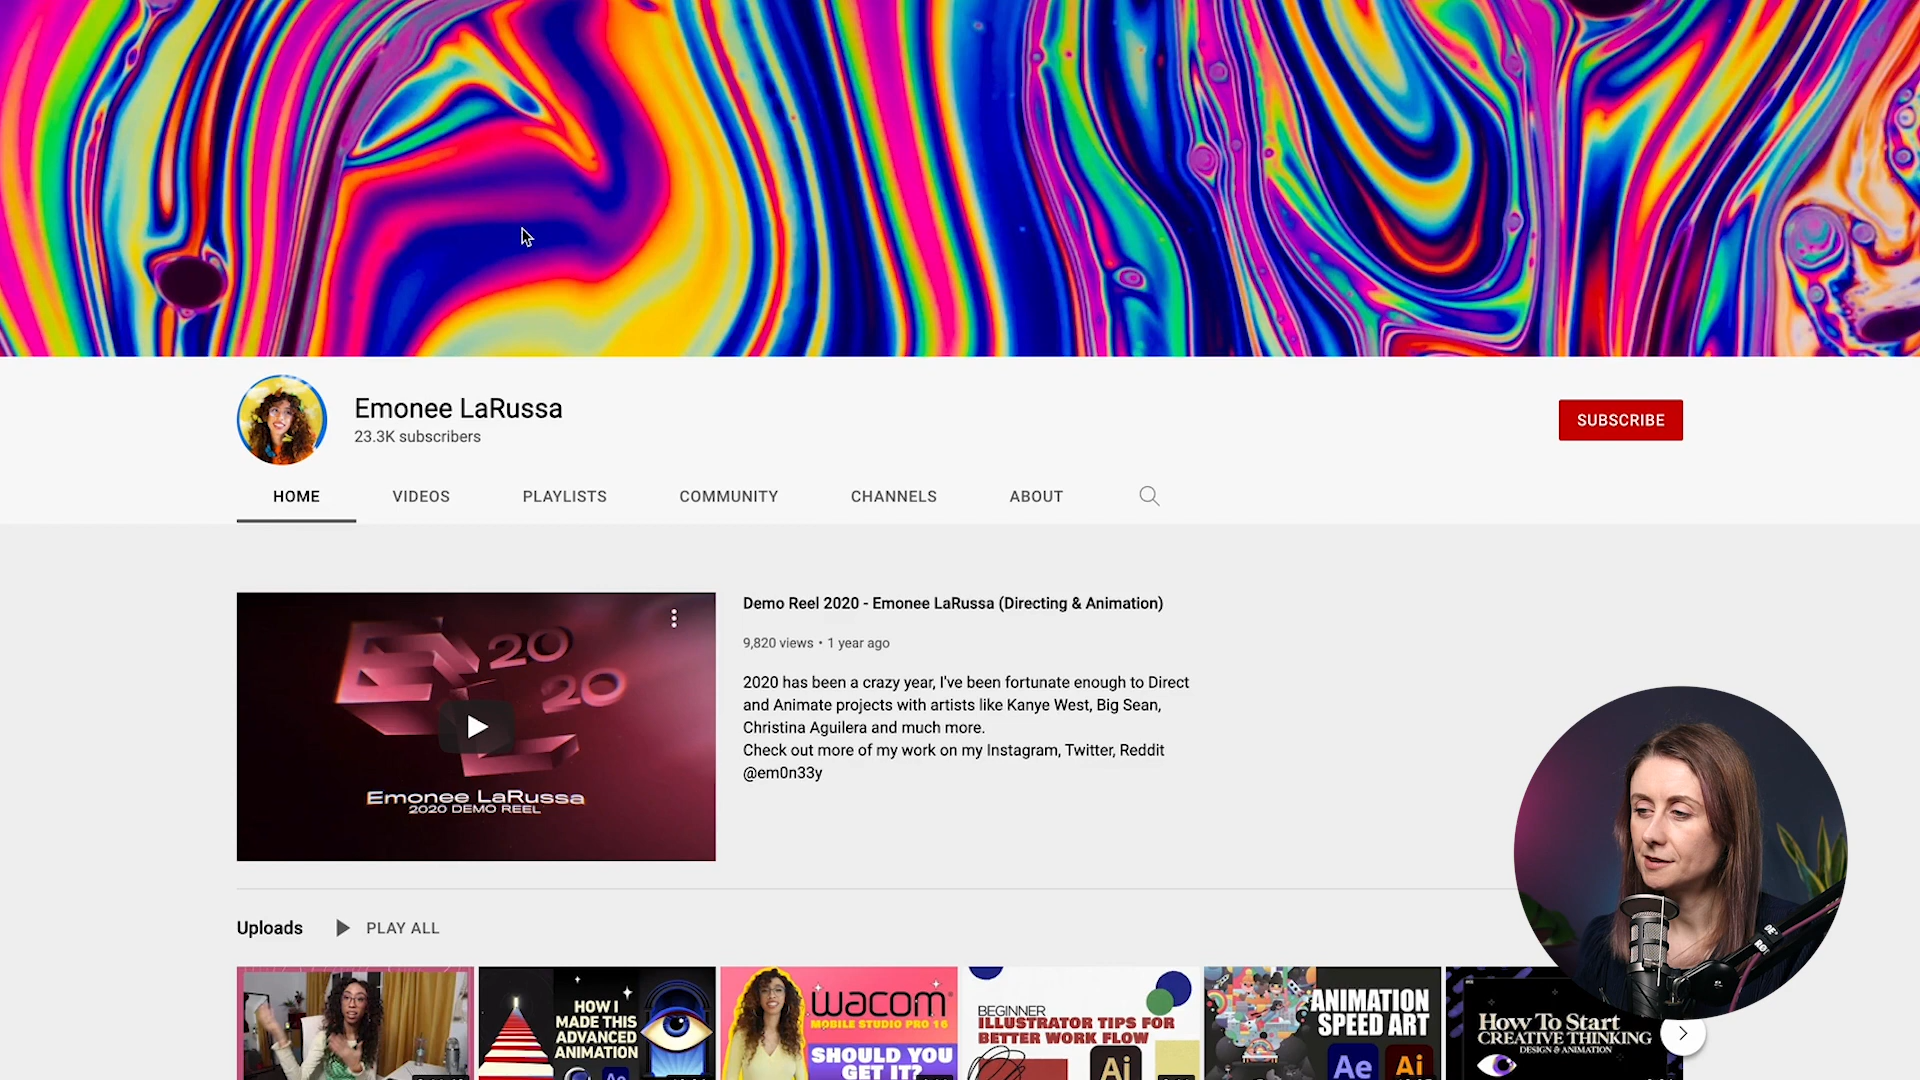 Emonee LaRussa
23.3K subscribers
SUBSCRIBE
HOME
VIDEOS
PLAYLISTS
COMMUNITY
CHANNELS
ABOUT
20
20
Emonee LaRussa
2020 DEMO REEL
Demo Reel 2020 - Emonee LaRussa (Directing & Animation)
9,820 views • 1 year ago
2020 has been a crazy year, I've been fortunate enough to Direct
and Animate projects with artists like Kanye West, Big Sean,
Christina Aguilera and much more.
Check out more of my work on my Instagram, Twitter, Reddit
@em0n33y
Uploads
PLAY ALL
HOW I
MADE THIS
ADVANCED
ANIMATION
Ae
wacom
MOBILE STUDIO PRO 16
SHOULD YOU
GET IT?
BEGINNER
ILLUSTRATOR TIPS FOR
BETTER WORK FLOW
Ai
ANIMATION
SPEED ART
Ae
Ai
How To Start
CREATIVE THINKING
DESIGN & ANIMATION